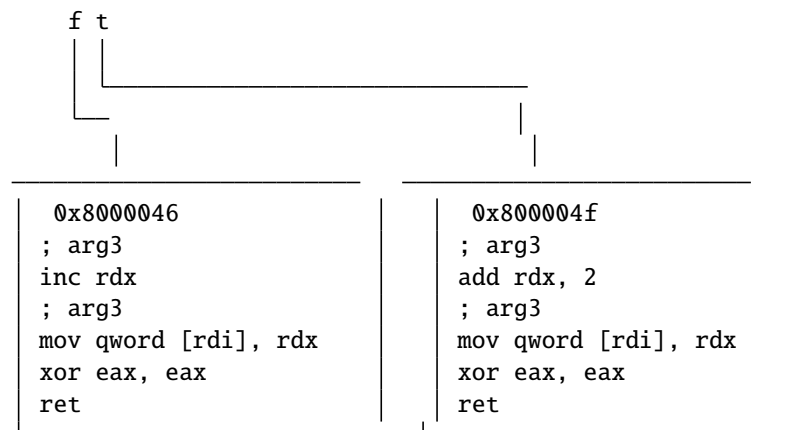 f t
0x8000046
; arg3
inc rdx
; arg3
mov qword [rdi], rdx
xor eax, eax
ret
0x800004f
; arg3
add rdx, 2
; arg3
mov qword [rdi], rdx
xor eax, eax
ret